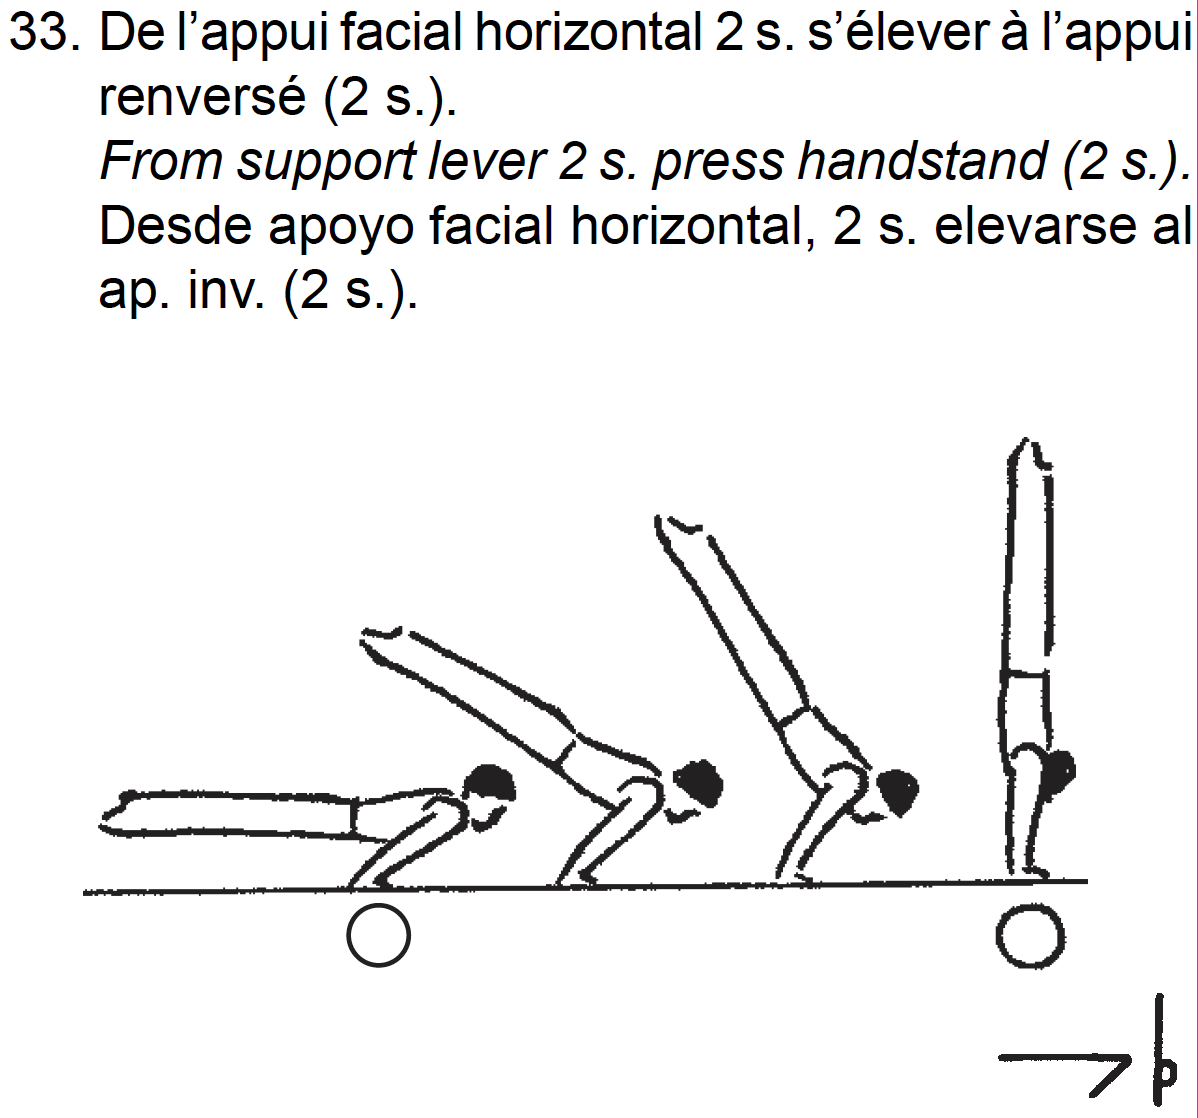 33. De l’appui facial horizontal 2 s. s’élever à l’appui
renversé (2 s.).
From support lever 2 s. press handstand (2 s.).
Desde apoyo facial horizontal, 2 s. elevarse al
ap. inv. (2 s.).